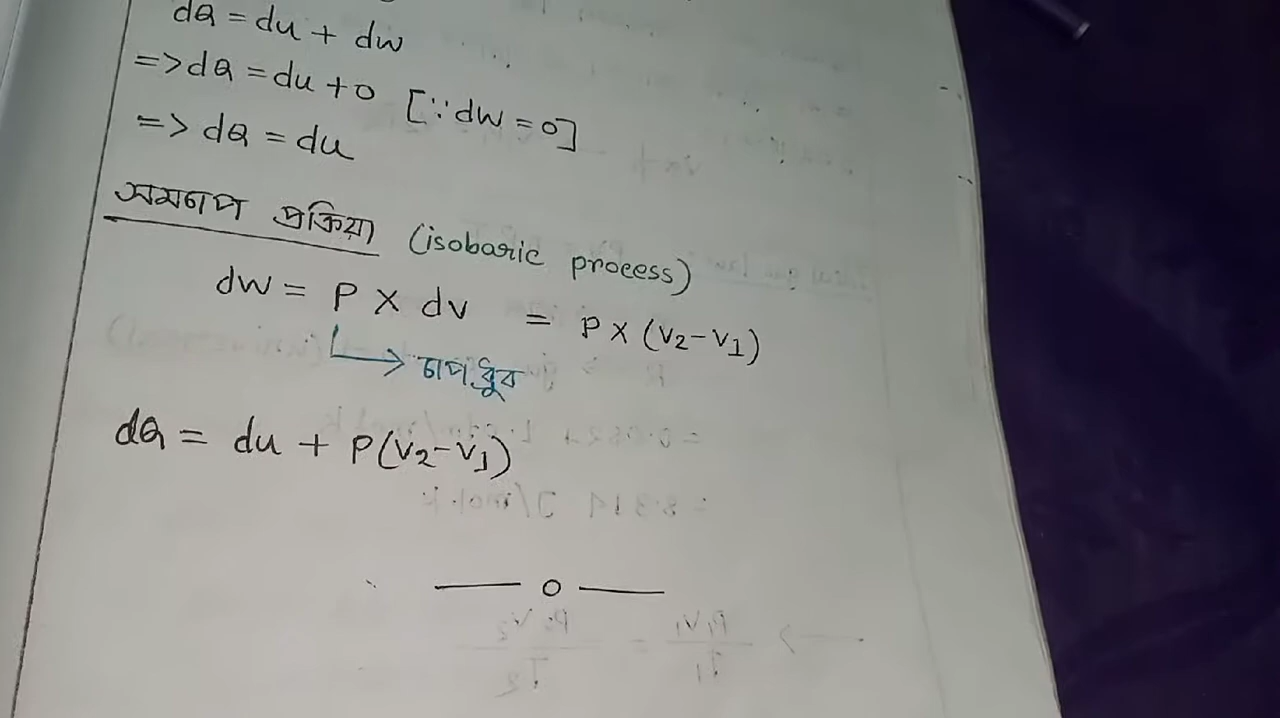 dQ = du + dw
=> dQ = du + 0 [∵ dw = 0]
=> dQ = du
সমচাপ প্রক্রিয়া (isobaric process)
dw = P × dv = P × (V₂ - V₁)
চাপ ধ্রুব
dQ = du + P(V₂ - V₁)
— 0 —